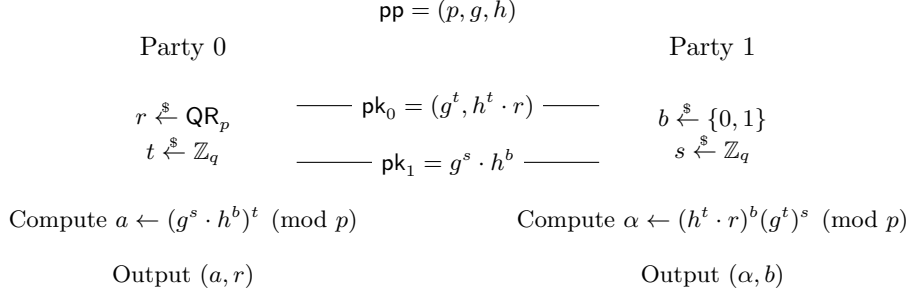 pp = (p, g, h)
Party 0
Party 1
r ←$ QR_p
pk_0 = (g^t, h^t · r)
b ←$ {0, 1}
t ←$ ℤ_q
pk_1 = g^s · h^b
s ←$ ℤ_q
Compute a ← (g^s · h^b)^t (mod p)
Compute α ← (h^t · r)^b (g^t)^s (mod p)
Output (a, r)
Output (α, b)